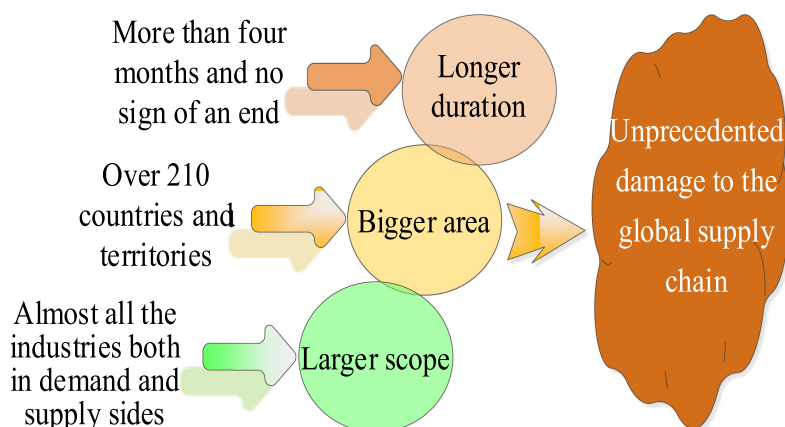 More than four
months and no
sign of an end
Longer
duration
Over 210
countries and
territories
Bigger area
Almost all the
industries both
in demand and
supply sides
Larger scope
Unprecedented
damage to the
global supply
chain